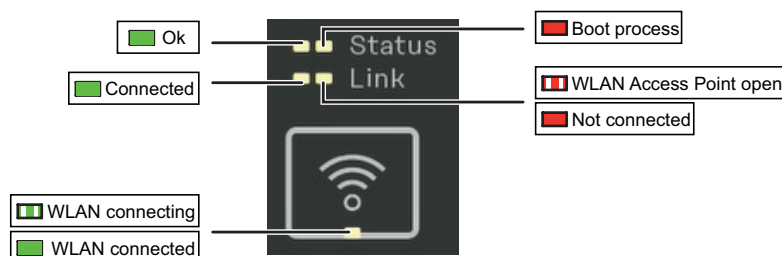 Ok
Status
Boot process
Connected
Link
WLAN Access Point open
Not connected
WLAN connecting
WLAN connected